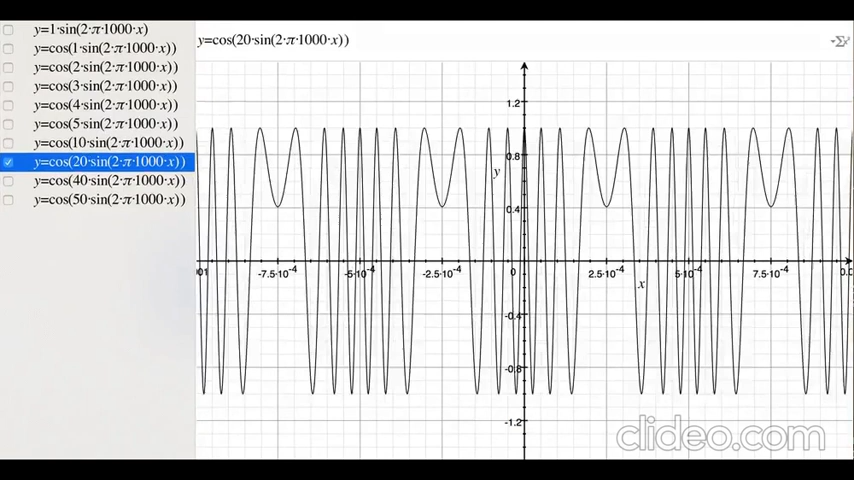 y=1·sin(2·π·1000·x)
y=cos(1·sin(2·π·1000·x))
y=cos(2·sin(2·π·1000·x))
y=cos(3·sin(2·π·1000·x))
y=cos(4·sin(2·π·1000·x))
y=cos(5·sin(2·π·1000·x))
y=cos(10·sin(2·π·1000·x))
y=cos(20·sin(2·π·1000·x))
y=cos(40·sin(2·π·1000·x))
y=cos(50·sin(2·π·1000·x))
y=cos(20·sin(2·π·1000·x))
1.2
0.8
y
0.4
01 -7.5·10⁻⁴ -5·10⁻⁴ -2.5·10⁻⁴ 0 2.5·10⁻⁴ 5·10⁻⁴ 7.5·10⁻⁴ 0.0
x
-0.4
-0.8
-1.2
clideo.com